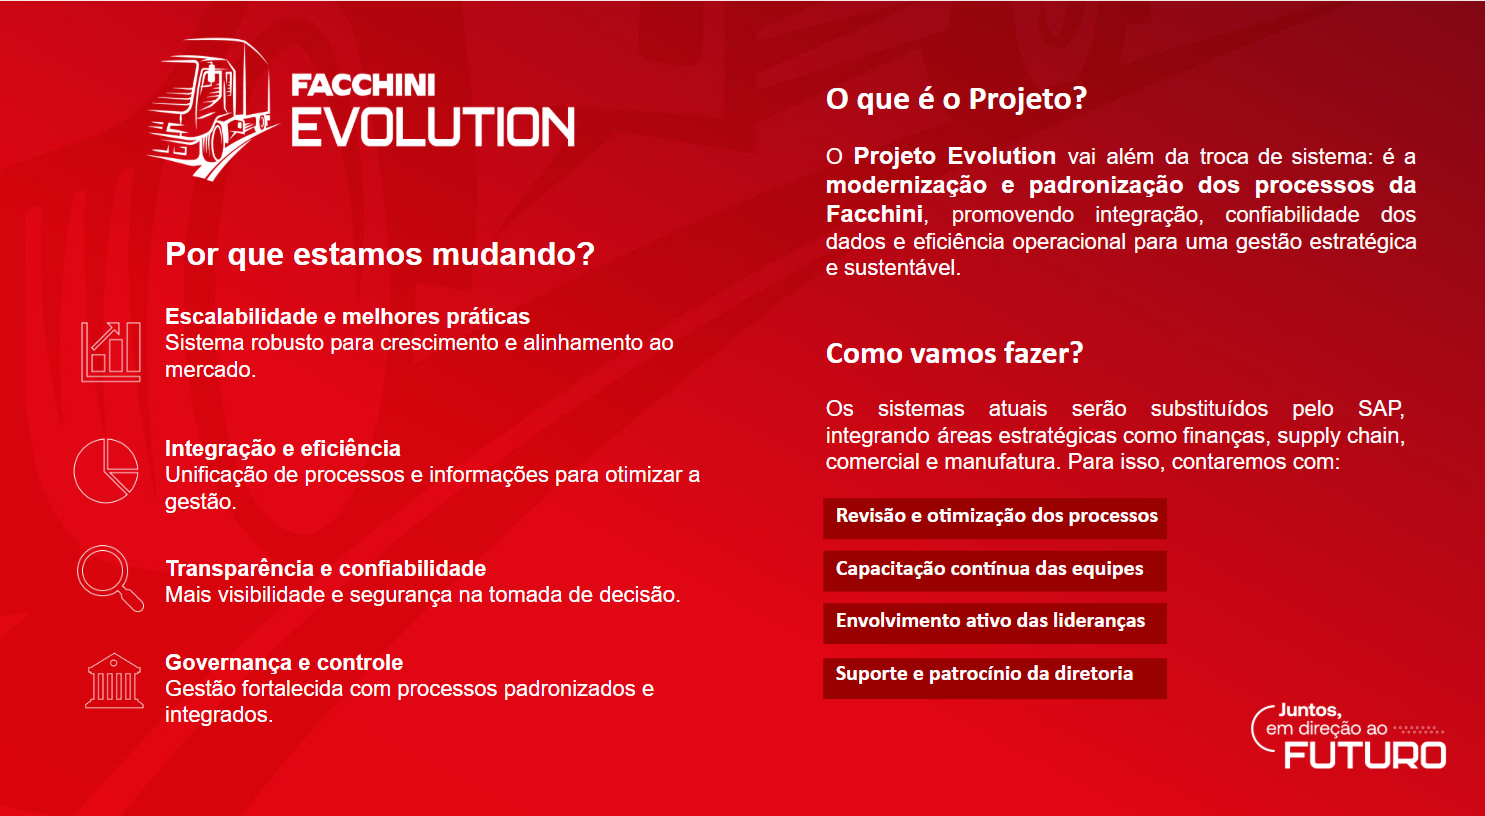 FACCHINI
EVOLUTION
Por que estamos mudando?
Escalabilidade e melhores práticas
Sistema robusto para crescimento e alinhamento ao
mercado.
Integração e eficiência
Unificação de processos e informações para otimizar a
gestão.
Transparência e confiabilidade
Mais visibilidade e segurança na tomada de decisão.
Governança e controle
Gestão fortalecida com processos padronizados e
integrados.
O que é o Projeto?
O Projeto Evolution vai além da troca de sistema: é a
modernização e padronização dos processos da
Facchini, promovendo integração, confiabilidade dos
dados e eficiência operacional para uma gestão estratégica
e sustentável.
Como vamos fazer?
Os sistemas atuais serão substituídos pelo SAP,
integrando áreas estratégicas como finanças, supply chain,
comercial e manufatura. Para isso, contaremos com:
Revisão e otimização dos processos
Capacitação contínua das equipes
Envolvimento ativo das lideranças
Suporte e patrocínio da diretoria
Juntos,
em direção ao
FUTURO